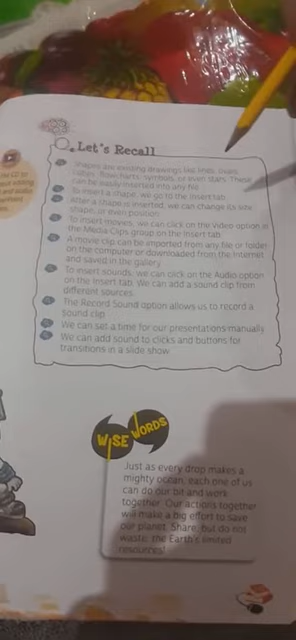 Let's Recall
Shapes are existing drawings like lines, ovals,
cubes, flowcharts, symbols, or even stars. These
can be easily inserted into any file.
To insert a shape, we go to the Insert tab.
After a shape is inserted, we can change its size,
shape, or even position.
To insert movies, we can click on the Video option in
the Media Clips group on the Insert tab.
A movie clip can be imported from any file or folder
on the computer or downloaded from the Internet
and saved in the gallery.
To insert sounds, we can click on the Audio option
on the Insert tab. We can add a sound clip from
different sources.
The Record Sound option allows us to record a
sound clip.
We can set a time for our presentations manually.
We can add sound to clicks and buttons for
transitions in a slide show.
WISE WORDS
Just as every drop makes a
mighty ocean, each one of us
can do our bit and work
together. Our actions together
will make a big effort to save
our planet. Share, but do not
waste, the Earth's limited
resources!